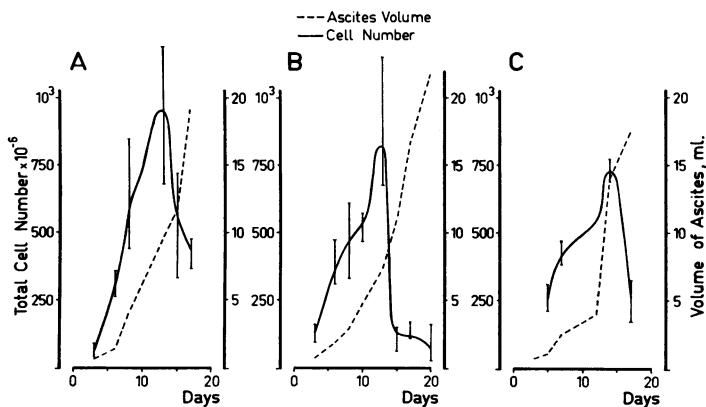 --- Ascites Volume
— Cell Number
A B C
10³ 20 10³ 20 10³ 20
750 15 750 15 750 15
500 10 500 10 500 10
250 5 250 5 250 5
Total Cell Number x10⁻⁶
Volume of Ascites, ml.
0 10 20 0 10 20 0 10 20
Days Days Days